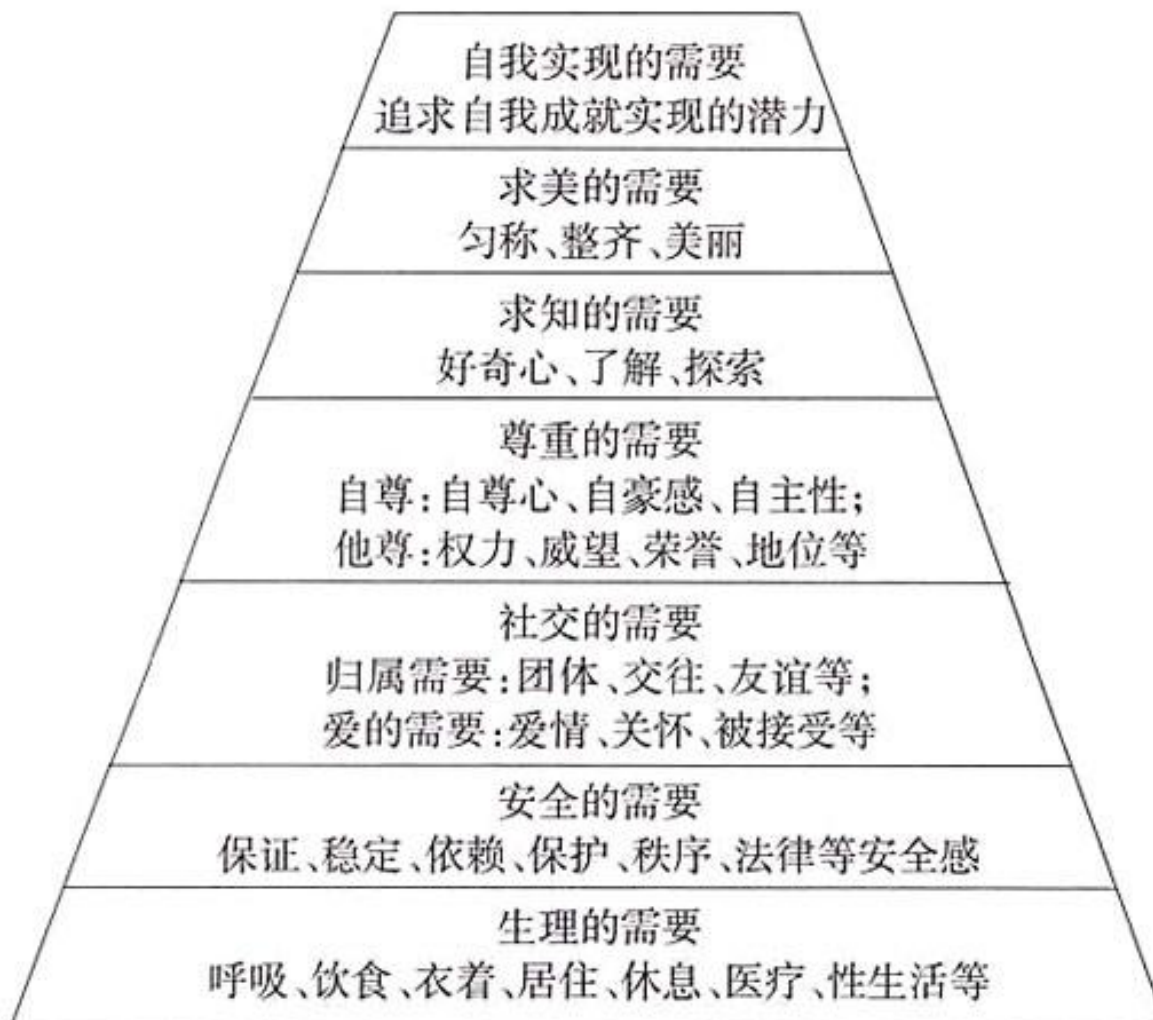 自我实现的需要
追求自我成就实现的潜力
求美的需要
匀称、整齐、美丽
求知的需要
好奇心、了解、探索
尊重的需要
自尊：自尊心、自豪感、自主性；
他尊：权力、威望、荣誉、地位等
社交的需要
归属需要：团体、交往、友谊等；
爱的需要：爱情、关怀、被接受等
安全的需要
保证、稳定、依赖、保护、秩序、法律等安全感
生理的需要
呼吸、饮食、衣着、居住、休息、医疗、性生活等